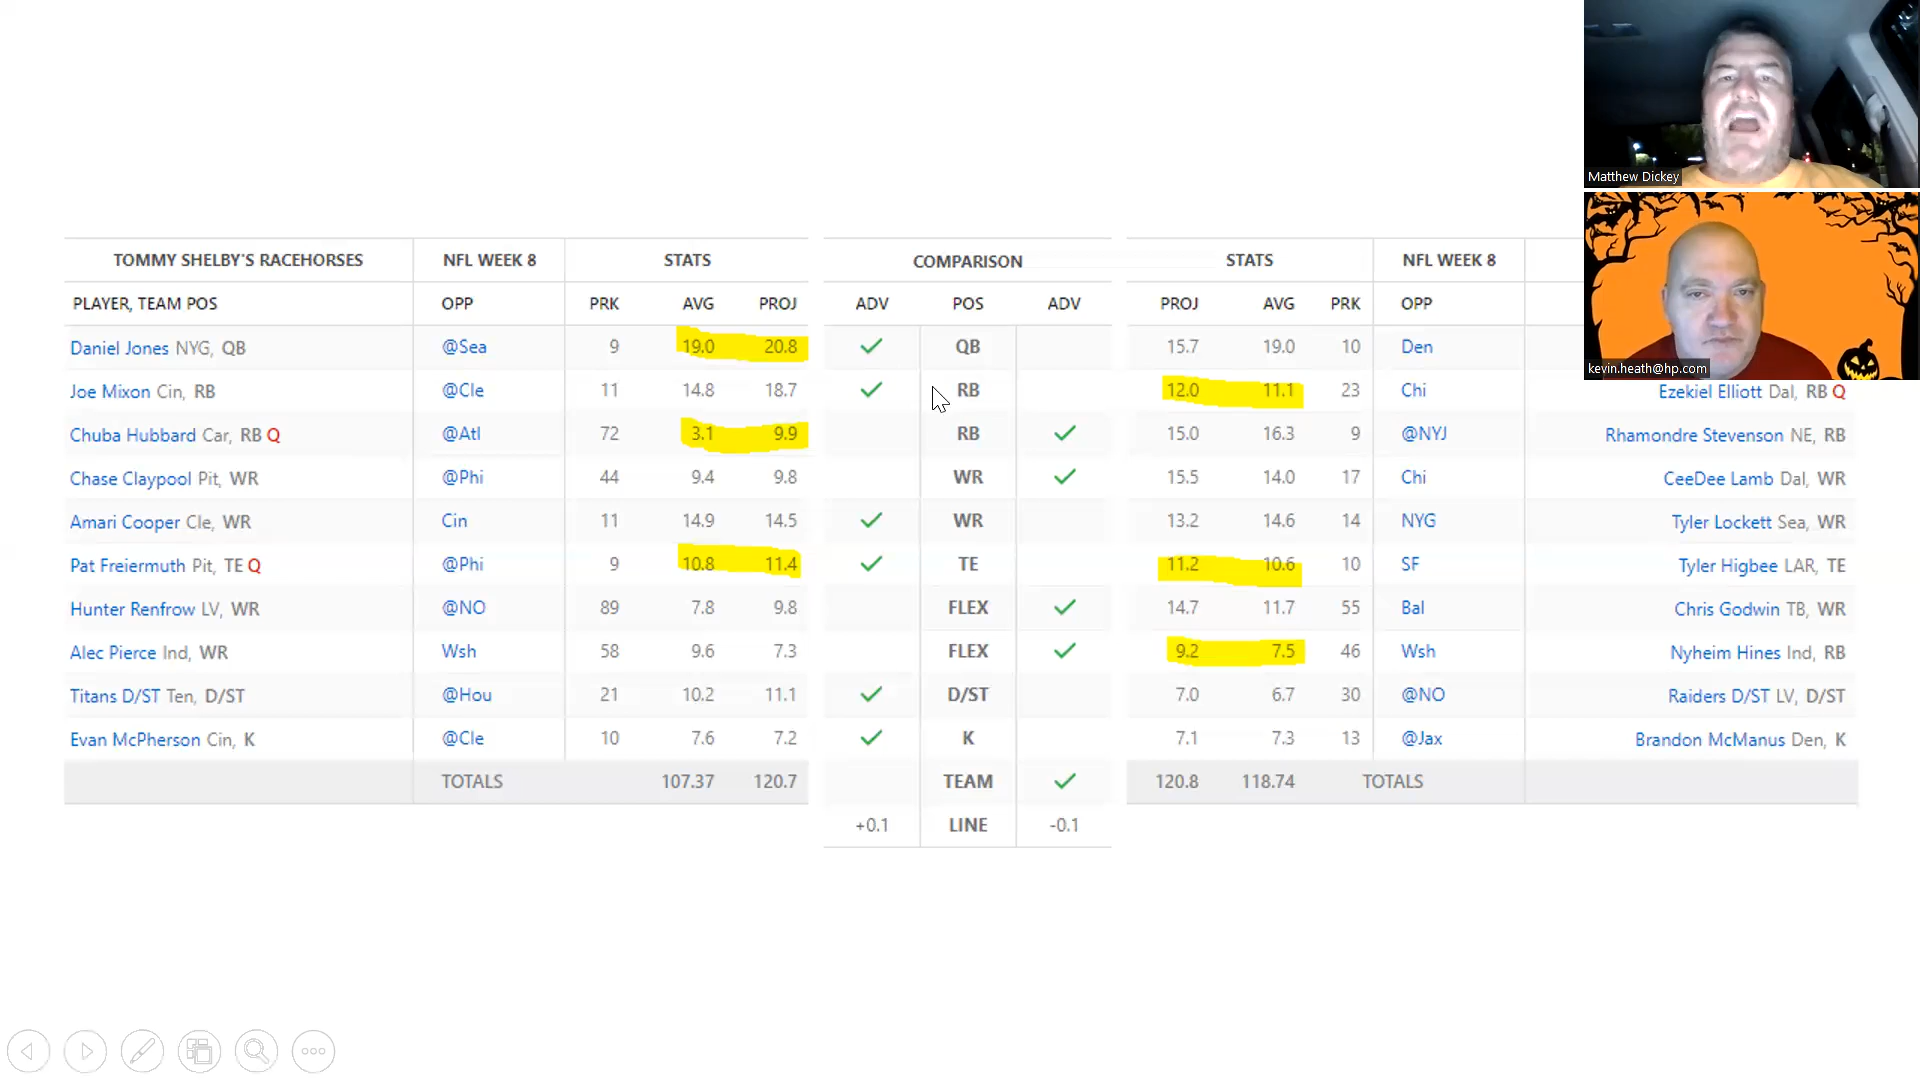 Matthew Dickey
kevin.heath@hp.com
TOMMY SHELBY'S RACEHORSES NFL WEEK 8 STATS COMPARISON STATS NFL WEEK 8
PLAYER, TEAM POS OPP PRK AVG PROJ ADV POS ADV PROJ AVG PRK OPP
Daniel Jones NYG, QB @Sea 9 19.0 20.8 ✓ QB 15.7 19.0 10 Den
Joe Mixon Cin, RB @Cle 11 14.8 18.7 ✓ RB 12.0 11.1 23 Chi Ezekiel Elliott Dal, RB Q
Chuba Hubbard Car, RB Q @Atl 72 3.1 9.9 RB ✓ 15.0 16.3 9 @NYJ Rhamondre Stevenson NE, RB
Chase Claypool Pit, WR @Phi 44 9.4 9.8 WR ✓ 15.5 14.0 17 Chi CeeDee Lamb Dal, WR
Amari Cooper Cle, WR Cin 11 14.9 14.5 ✓ WR 13.2 14.6 14 NYG Tyler Lockett Sea, WR
Pat Freiermuth Pit, TE Q @Phi 9 10.8 11.4 ✓ TE 11.2 10.6 10 SF Tyler Higbee LAR, TE
Hunter Renfrow LV, WR @NO 89 7.8 9.8 FLEX ✓ 14.7 11.7 55 Bal Chris Godwin TB, WR
Alec Pierce Ind, WR Wsh 58 9.6 7.3 FLEX ✓ 9.2 7.5 46 Wsh Nyheim Hines Ind, RB
Titans D/ST Ten, D/ST @Hou 21 10.2 11.1 ✓ D/ST 7.0 6.7 30 @NO Raiders D/ST LV, D/ST
Evan McPherson Cin, K @Cle 10 7.6 7.2 ✓ K 7.1 7.3 13 @Jax Brandon McManus Den, K
TOTALS 107.37 120.7 TEAM ✓ 120.8 118.74 TOTALS
+0.1 LINE -0.1